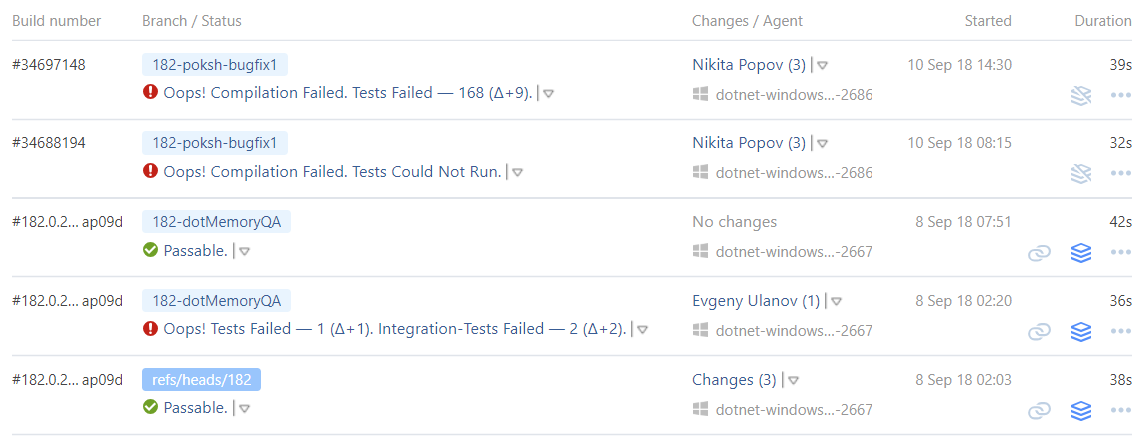 Build number Branch / Status Changes / Agent Started Duration
#34697148 182-poksh-bugfix1 Nikita Popov (3) 10 Sep 18 14:30 39s
Oops! Compilation Failed. Tests Failed — 168 (Δ+9). dotnet-windows...-2686
#34688194 182-poksh-bugfix1 Nikita Popov (3) 10 Sep 18 08:15 32s
Oops! Compilation Failed. Tests Could Not Run. dotnet-windows...-2686
#182.0.2... ap09d 182-dotMemoryQA No changes 8 Sep 18 07:51 42s
Passable. dotnet-windows...-2667
#182.0.2... ap09d 182-dotMemoryQA Evgeny Ulanov (1) 8 Sep 18 02:20 36s
Oops! Tests Failed — 1 (Δ+1). Integration-Tests Failed — 2 (Δ+2). dotnet-windows...-2667
#182.0.2... ap09d refs/heads/182 Changes (3) 8 Sep 18 02:03 38s
Passable. dotnet-windows...-2667